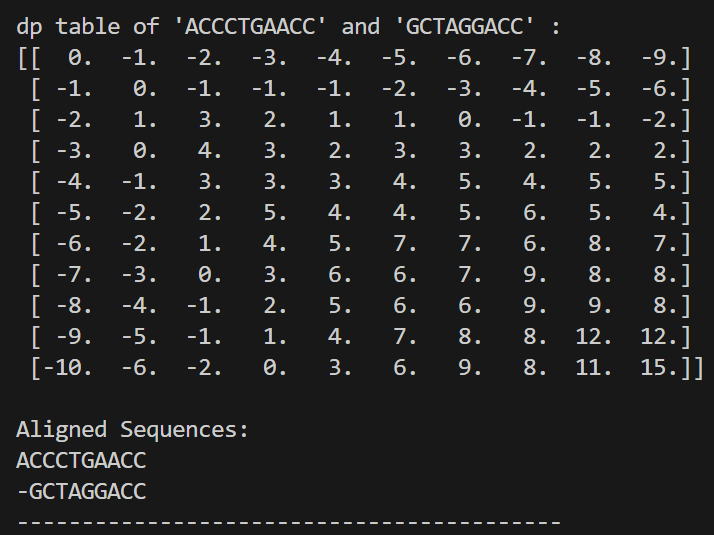 dp table of 'ACCCTGAACC' and 'GCTAGGACC' :
[[  0.  -1.  -2.  -3.  -4.  -5.  -6.  -7.  -8.  -9.]
 [ -1.   0.  -1.  -1.  -1.  -2.  -3.  -4.  -5.  -6.]
 [ -2.   1.   3.   2.   1.   1.   0.  -1.  -1.  -2.]
 [ -3.   0.   4.   3.   2.   3.   3.   2.   2.   2.]
 [ -4.  -1.   3.   3.   3.   4.   5.   4.   5.   5.]
 [ -5.  -2.   2.   5.   4.   4.   5.   6.   5.   4.]
 [ -6.  -2.   1.   4.   5.   7.   7.   6.   8.   7.]
 [ -7.  -3.   0.   3.   6.   6.   7.   9.   8.   8.]
 [ -8.  -4.  -1.   2.   5.   6.   6.   9.   9.   8.]
 [ -9.  -5.  -1.   1.   4.   7.   8.   8.  12.  12.]
 [-10.  -6.  -2.   0.   3.   6.   9.   8.  11.  15.]]
Aligned Sequences:
ACCCTGAACC
-GCTAGGACC
------------------------------------------